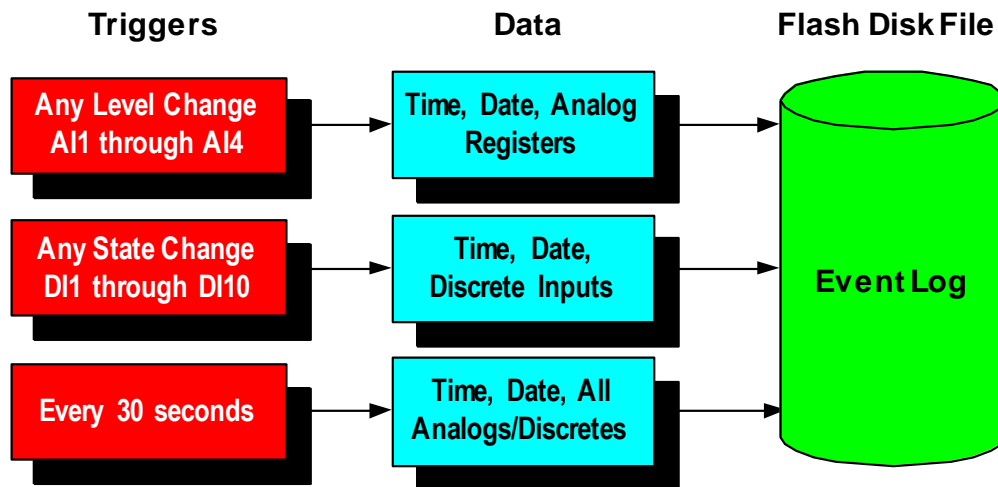 Triggers
Data
Flash Disk File
Any Level Change
AI1 through AI4
Time, Date, Analog
Registers
Any State Change
DI1 through DI10
Time, Date,
Discrete Inputs
Event Log
Every 30 seconds
Time, Date, All
Analogs/Discretes